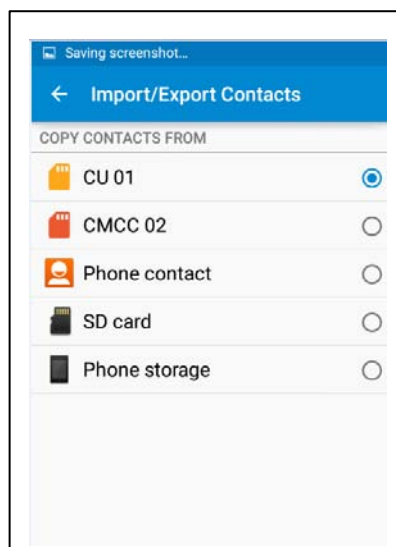 Saving screenshot...
Import/Export Contacts
COPY CONTACTS FROM
CU 01
CMCC 02
Phone contact
SD card
Phone storage